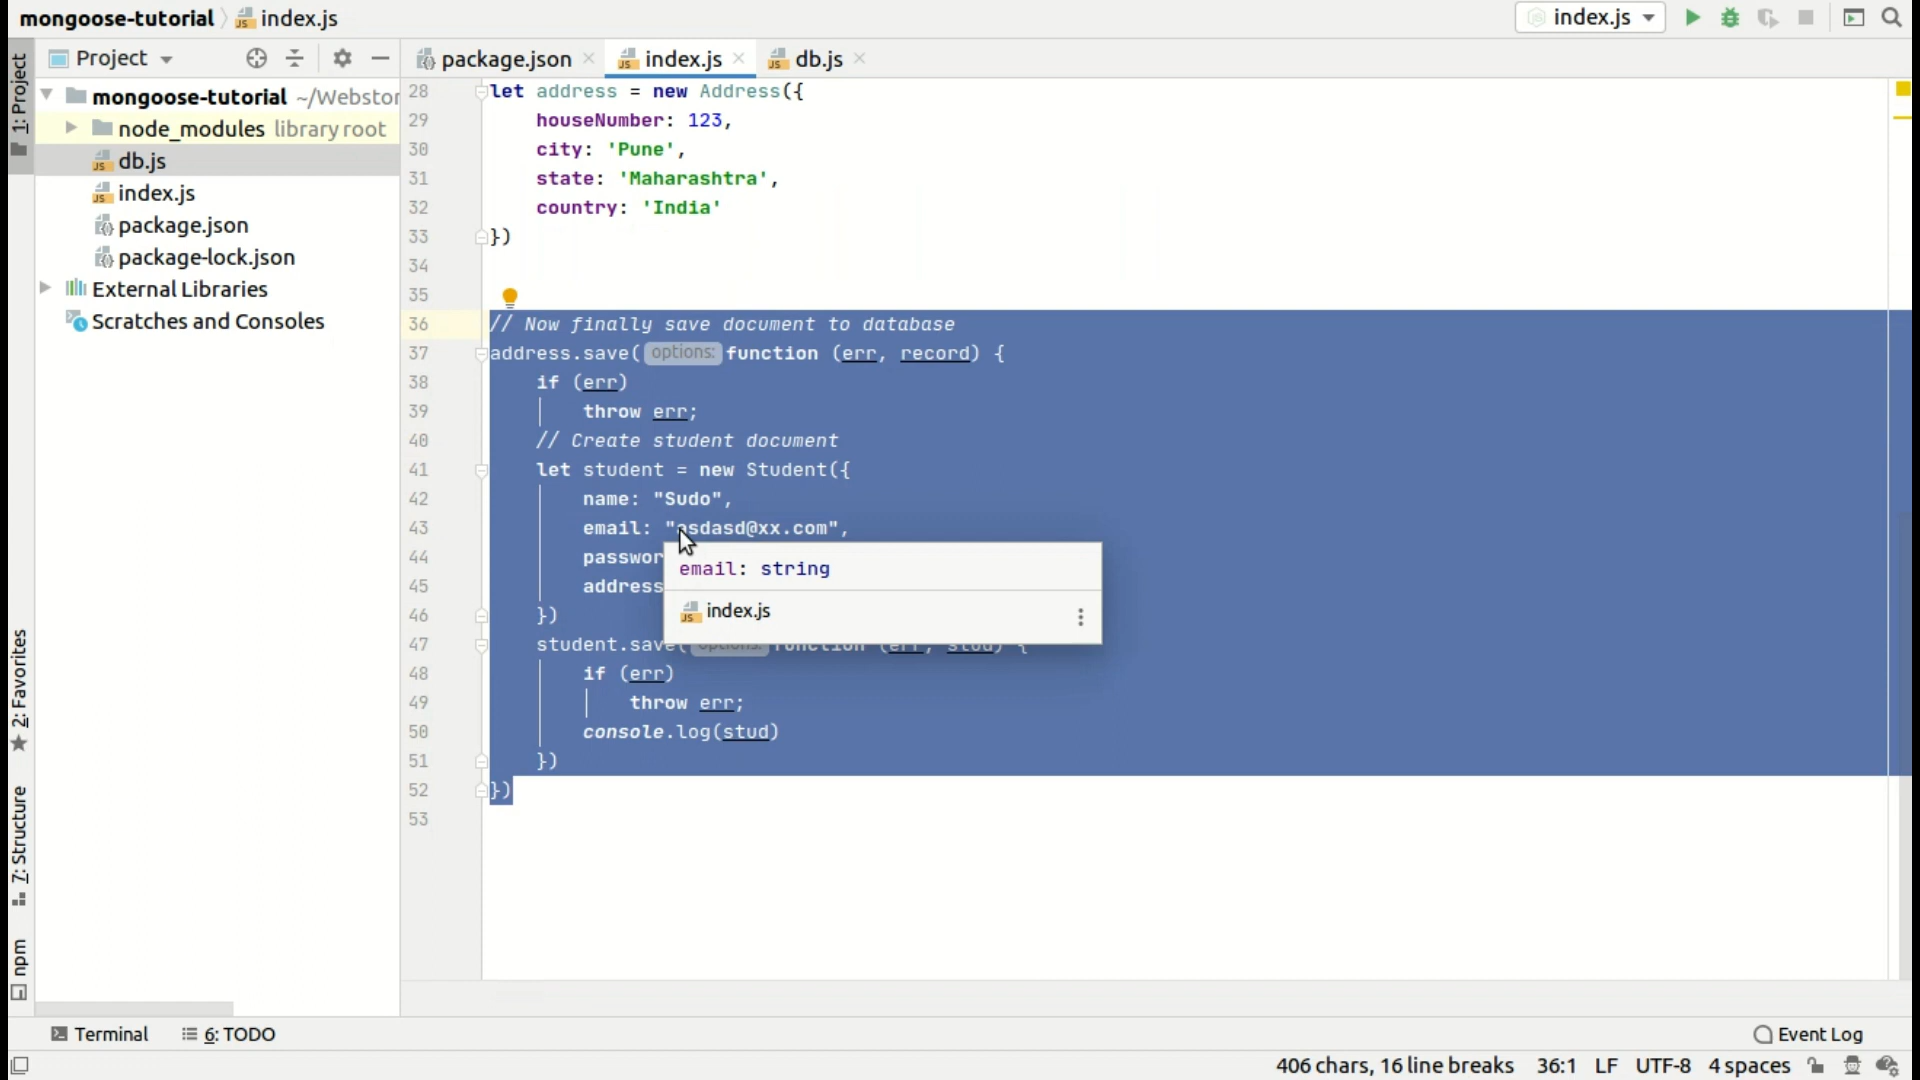 mongoose-tutorial index.js
index.js
1: Project
Project
mongoose-tutorial ~/Webstor
node_modules library root
db.js
index.js
package.json
package-lock.json
External Libraries
Scratches and Consoles
2: Favorites
7: Structure
npm
package.json index.js db.js
28 let address = new Address({
29 houseNumber: 123,
30 city: 'Pune',
31 state: 'Maharashtra',
32 country: 'India'
33 })
34
35
36 // Now finally save document to database
37 address.save( options: function (err, record) {
38 if (err)
39 throw err;
40 // Create student document
41 let student = new Student({
42 name: "Sudo",
43 email: "asdasd@xx.com",
44 passwor
45 address
46 })
47 student.save( options: function (err, stud) {
48 if (err)
49 throw err;
50 console.log(stud)
51 })
52 })
53
email: string
index.js
Terminal 6: TODO
Event Log
406 chars, 16 line breaks 36:1 LF UTF-8 4 spaces